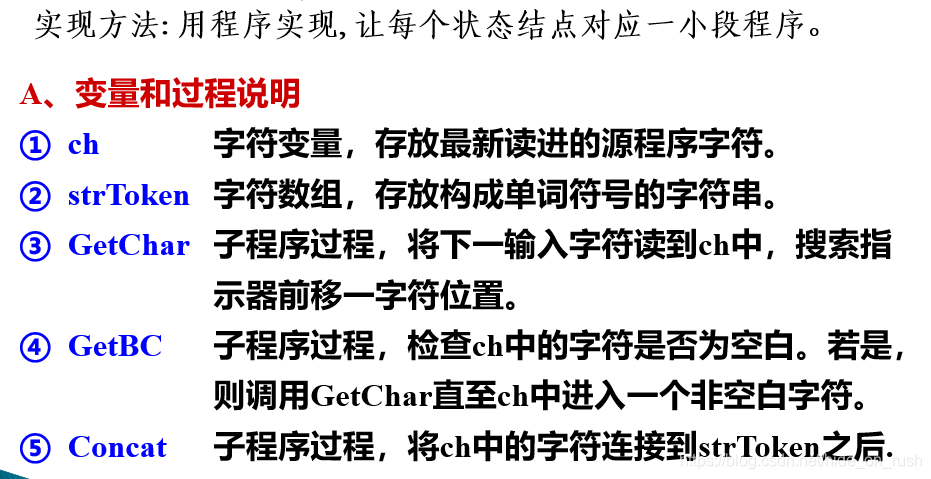 实现方法: 用程序实现, 让每个状态结点对应一小段程序。
A、变量和过程说明
① ch 字符变量，存放最新读进的源程序字符。
② strToken 字符数组，存放构成单词符号的字符串。
③ GetChar 子程序过程，将下一输入字符读到ch中，搜索指
示器前移一字符位置。
④ GetBC 子程序过程，检查ch中的字符是否为空白。若是，
则调用GetChar直至ch中进入一个非空白字符。
⑤ Concat 子程序过程，将ch中的字符连接到strToken之后.
https://blog.csdn.net/hide_on_rush